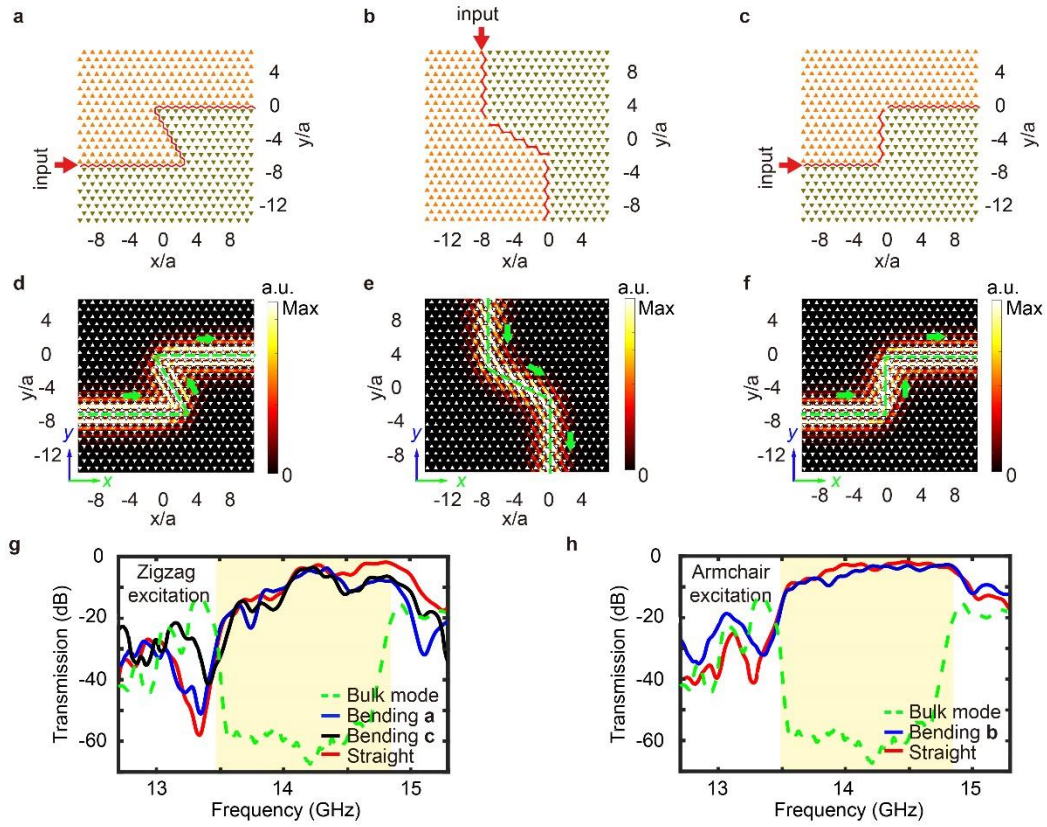 a
b
c
input
input
input
4
0
-4
-8
-12
y/a
8
4
0
-4
-8
y/a
4
0
-4
-8
-12
y/a
-8 -4 0 4 8
x/a
-16 -12 -8 -4 0 4
x/a
-8 -4 0 4 8
x/a
d
e
f
a.u.
Max
0
a.u.
Max
0
a.u.
Max
0
4
0
-4
-8
-12
y/a
y
x
8
4
0
-4
-8
y/a
y
x
4
0
-4
-8
-12
y/a
y
x
-8 -4 0 4 8
x/a
-12 -8 -4 0 4 8
x/a
-8 -4 0 4 8
x/a
g
h
0
-20
-40
-60
Transmission (dB)
Zigzag
excitation
Bulk mode
Bending a
Bending c
Straight
13 14 15
Frequency (GHz)
0
-20
-40
-60
Transmission (dB)
Armchair
excitation
Bulk mode
Bending b
Straight
13 14 15
Frequency (GHz)